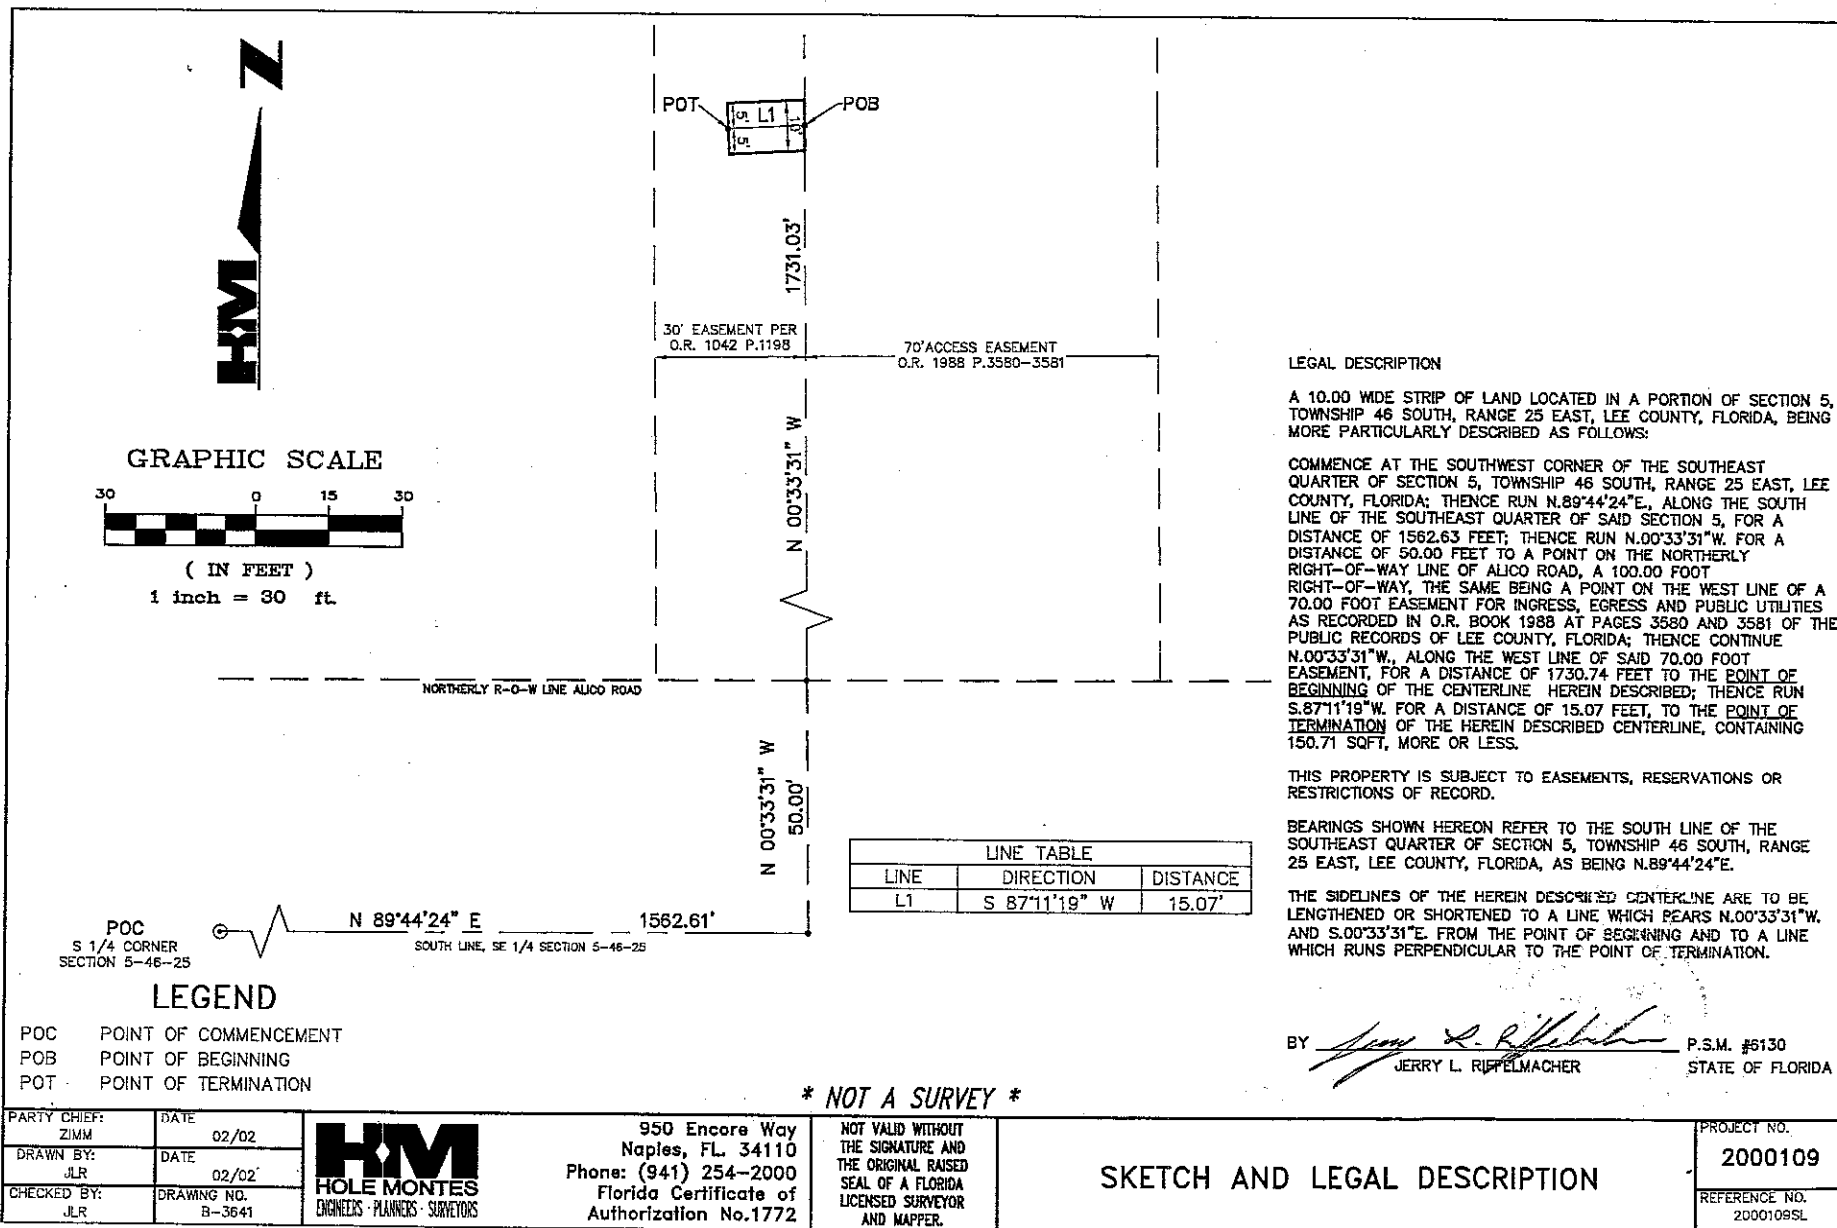 Z
HM
POT
POB
5' L1
5'
10'
1731.03'
30' EASEMENT PER
O.R. 1042 P.1198
70'ACCESS EASEMENT
O.R. 1988 P.3580-3581
N 00°33'31" W
GRAPHIC SCALE
30 0 15 30
( IN FEET )
1 inch = 30 ft.
NORTHERLY R-O-W LINE ALICO ROAD
N 00°33'31" W
50.00'
LINE TABLE
LINE DIRECTION DISTANCE
L1 S 87°11'19" W 15.07'
POC
S 1/4 CORNER
SECTION 5-46-25
N 89°44'24" E 1562.61'
SOUTH LINE, SE 1/4 SECTION 5-46-25
LEGEND
POC POINT OF COMMENCEMENT
POB POINT OF BEGINNING
POT POINT OF TERMINATION
LEGAL DESCRIPTION
A 10.00 WIDE STRIP OF LAND LOCATED IN A PORTION OF SECTION 5,
TOWNSHIP 46 SOUTH, RANGE 25 EAST, LEE COUNTY, FLORIDA, BEING
MORE PARTICULARLY DESCRIBED AS FOLLOWS:
COMMENCE AT THE SOUTHWEST CORNER OF THE SOUTHEAST
QUARTER OF SECTION 5, TOWNSHIP 46 SOUTH, RANGE 25 EAST, LEE
COUNTY, FLORIDA; THENCE RUN N.89°44'24"E., ALONG THE SOUTH
LINE OF THE SOUTHEAST QUARTER OF SAID SECTION 5, FOR A
DISTANCE OF 1562.63 FEET; THENCE RUN N.00°33'31"W. FOR A
DISTANCE OF 50.00 FEET TO A POINT ON THE NORTHERLY
RIGHT-OF-WAY LINE OF ALICO ROAD, A 100.00 FOOT
RIGHT-OF-WAY, THE SAME BEING A POINT ON THE WEST LINE OF A
70.00 FOOT EASEMENT FOR INGRESS, EGRESS AND PUBLIC UTILITIES
AS RECORDED IN O.R. BOOK 1988 AT PAGES 3580 AND 3581 OF THE
PUBLIC RECORDS OF LEE COUNTY, FLORIDA; THENCE CONTINUE
N.00°33'31"W., ALONG THE WEST LINE OF SAID 70.00 FOOT
EASEMENT, FOR A DISTANCE OF 1730.74 FEET TO THE POINT OF
BEGINNING OF THE CENTERLINE HEREIN DESCRIBED; THENCE RUN
S.87°11'19"W. FOR A DISTANCE OF 15.07 FEET, TO THE POINT OF
TERMINATION OF THE HEREIN DESCRIBED CENTERLINE, CONTAINING
150.71 SQFT, MORE OR LESS.
THIS PROPERTY IS SUBJECT TO EASEMENTS, RESERVATIONS OR
RESTRICTIONS OF RECORD.
BEARINGS SHOWN HEREON REFER TO THE SOUTH LINE OF THE
SOUTHEAST QUARTER OF SECTION 5, TOWNSHIP 46 SOUTH, RANGE
25 EAST, LEE COUNTY, FLORIDA, AS BEING N.89°44'24"E.
THE SIDELINES OF THE HEREIN DESCRIBED CENTERLINE ARE TO BE
LENGTHENED OR SHORTENED TO A LINE WHICH BEARS N.00°33'31"W.
AND S.00°33'31"E. FROM THE POINT OF BEGINNING AND TO A LINE
WHICH RUNS PERPENDICULAR TO THE POINT OF TERMINATION.
BY Jerry L. Riffelmacher P.S.M. #6130
JERRY L. RIFFELMACHER STATE OF FLORIDA
* NOT A SURVEY *
PARTY CHIEF: DATE
ZIMM 02/02
DRAWN BY: DATE
JLR 02/02
CHECKED BY: DRAWING NO.
JLR B-3641
HM
HOLE MONTES
ENGINEERS · PLANNERS · SURVEYORS
950 Encore Way
Naples, FL. 34110
Phone: (941) 254-2000
Florida Certificate of
Authorization No.1772
NOT VALID WITHOUT
THE SIGNATURE AND
THE ORIGINAL RAISED
SEAL OF A FLORIDA
LICENSED SURVEYOR
AND MAPPER.
SKETCH AND LEGAL DESCRIPTION
PROJECT NO.
2000109
REFERENCE NO.
2000109SL